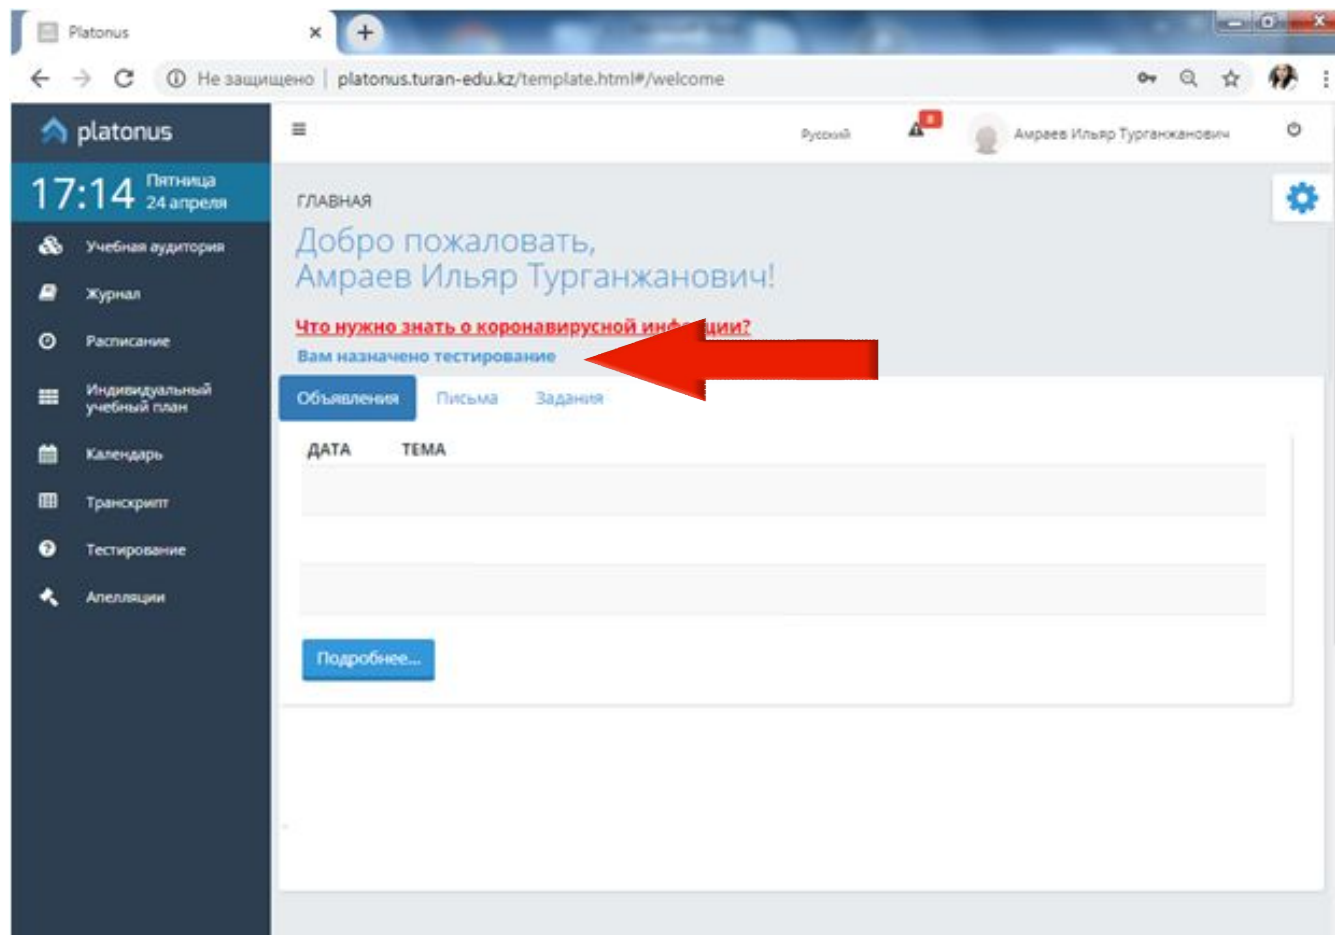 Platonus
Не защищено | platonus.turan-edu.kz/template.html#/welcome
platonus
Русский
Амраев Ильяр Турганжанович
17:14 Пятница
24 апреля
Учебная аудитория
Журнал
Расписание
Индивидуальный
учебный план
Календарь
Транскрипт
Тестирование
Апелляции
ГЛАВНАЯ
Добро пожаловать,
Амраев Ильяр Турганжанович!
Что нужно знать о коронавирусной инфекции?
Вам назначено тестирование
Объявления Письма Задания
ДАТА ТЕМА
Подробнее...